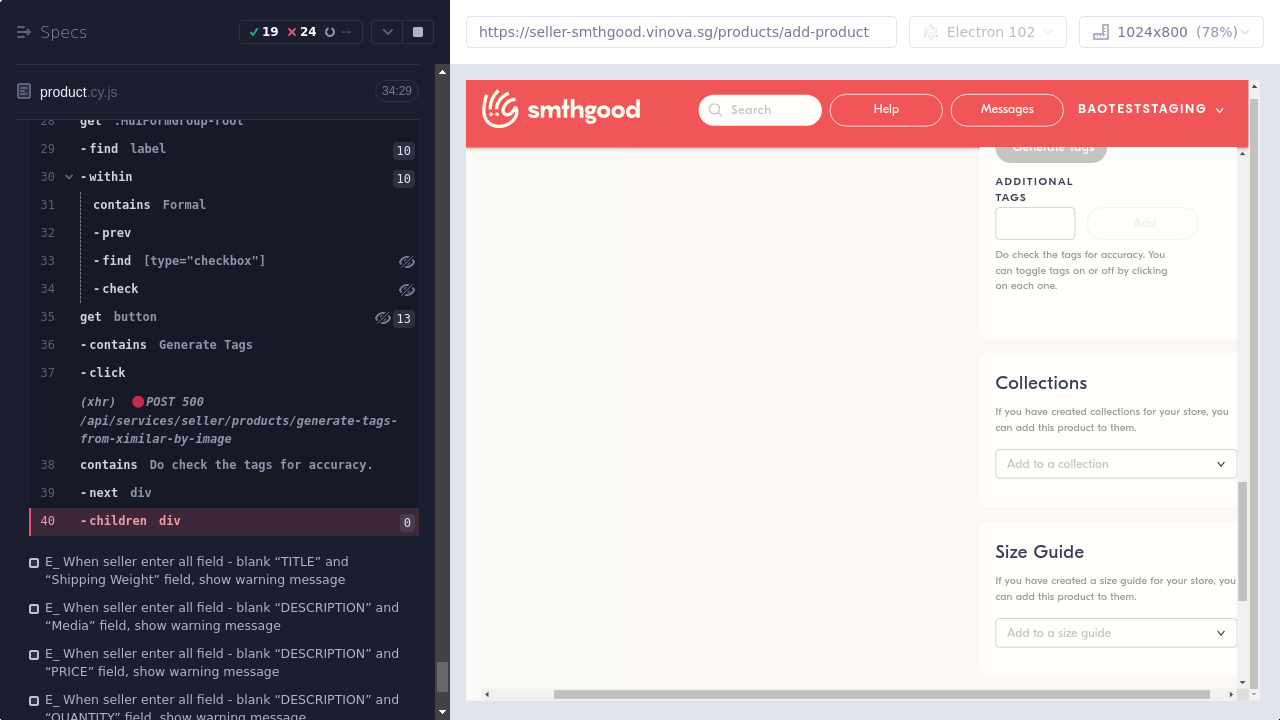 Specs
19
24
--
https://seller-smthgood.vinova.sg/products/add-product
Electron 102
1024x800 (78%)
product.cy.js
34:29
28 get .MuiFormGroup-root
29 -find label 10
30 -within 10
31 contains Formal
32 -prev
33 -find [type="checkbox"]
34 -check
35 get button 13
36 -contains Generate Tags
37 -click
(xhr) POST 500
/api/services/seller/products/generate-tags-
from-ximilar-by-image
38 contains Do check the tags for accuracy.
39 -next div
40 -children div 0
E_ When seller enter all field - blank “TITLE” and
“Shipping Weight” field, show warning message
E_ When seller enter all field - blank “DESCRIPTION” and
“Media” field, show warning message
E_ When seller enter all field - blank “DESCRIPTION” and
“PRICE” field, show warning message
E_ When seller enter all field - blank “DESCRIPTION” and
“QUANTITY” field, show warning message
smthgood
Search
Help
Messages
BAOTESTSTAGING
Generate Tags
ADDITIONAL
TAGS
Add
Do check the tags for accuracy. You
can toggle tags on or off by clicking
on each one.
Collections
If you have created collections for your store, you
can add this product to them.
Add to a collection
Size Guide
If you have created a size guide for your store, you
can add this product to them.
Add to a size guide